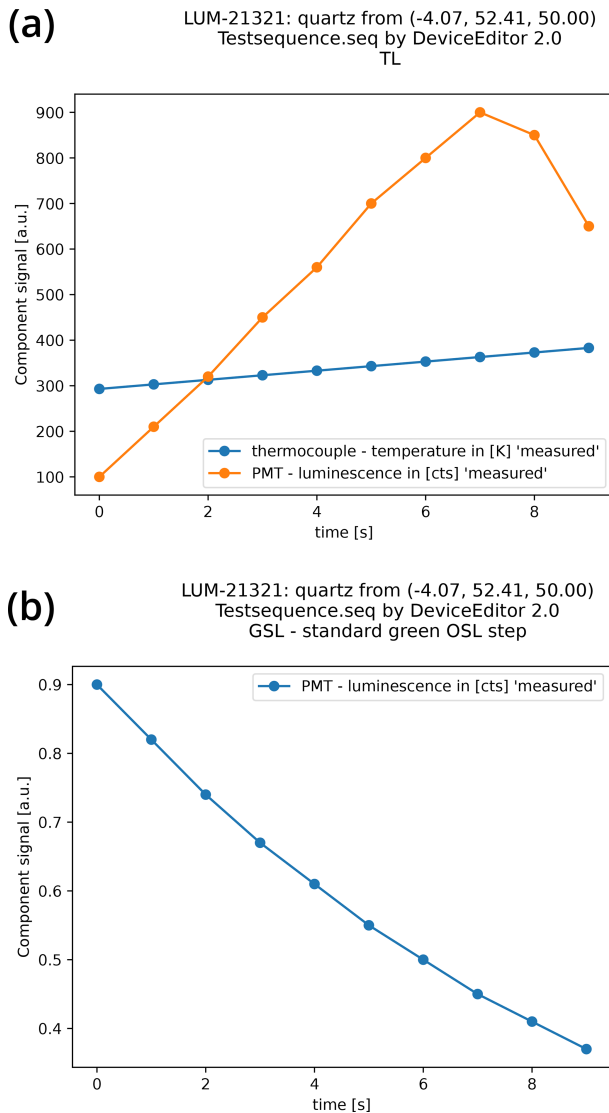 (a)
LUM-21321: quartz from (-4.07, 52.41, 50.00)
Testsequence.seq by DeviceEditor 2.0
TL
900
800
700
600
500
400
300
200
100
Component signal [a.u.]
thermocouple - temperature in [K] 'measured'
PMT - luminescence in [cts] 'measured'
0 2 4 6 8
time [s]
(b)
LUM-21321: quartz from (-4.07, 52.41, 50.00)
Testsequence.seq by DeviceEditor 2.0
GSL - standard green OSL step
0.9
0.8
0.7
0.6
0.5
0.4
Component signal [a.u.]
PMT - luminescence in [cts] 'measured'
0 2 4 6 8
time [s]